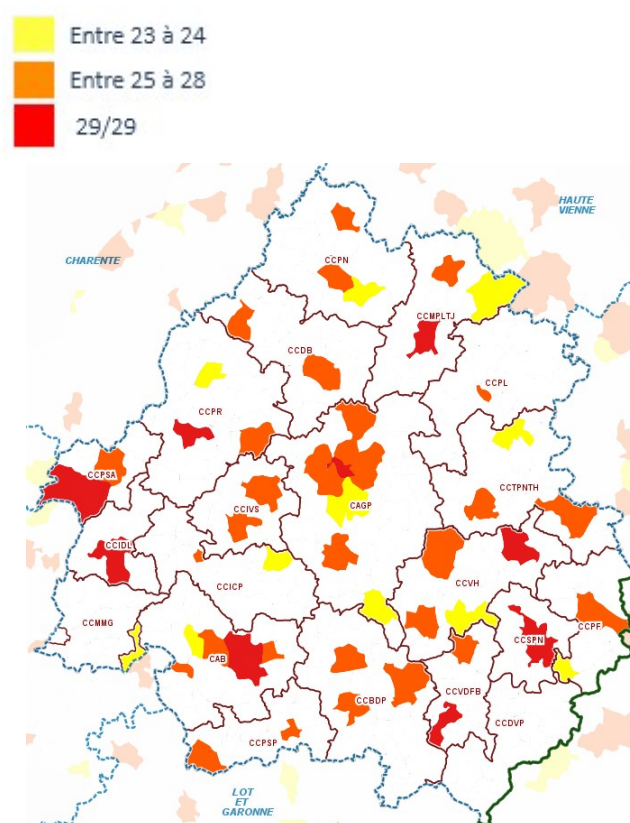 Entre 23 à 24
Entre 25 à 28
29/29
HAUTE
VIENNE
CHARENTE
CCPN
CCMPLTJ
CCDB
CCPL
CCPR
CCPSA
CCTPNTH
CCIVS
CAGP
CCIDL
CCICP
CCVH
CCMMG
CCPF
CCSPN
CAB
CCVDFB
CCBDP
CCDVP
CCPSP
LOT
ET
GARONNE